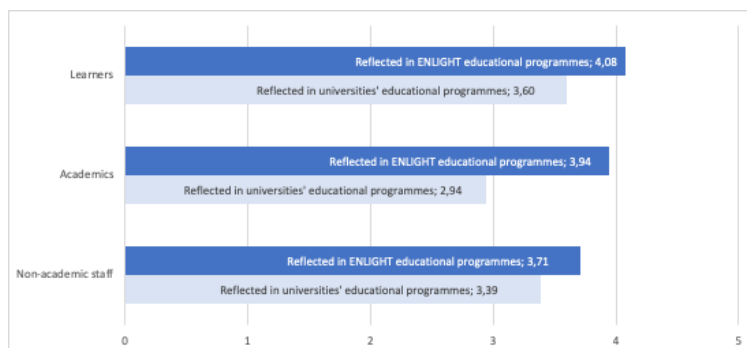 Learners
Reflected in ENLIGHT educational programmes; 4,08
Reflected in universities' educational programmes; 3,60
Academics
Reflected in ENLIGHT educational programmes; 3,94
Reflected in universities' educational programmes; 2,94
Non-academic staff
Reflected in ENLIGHT educational programmes; 3,71
Reflected in universities' educational programmes; 3,39
0 1 2 3 4 5